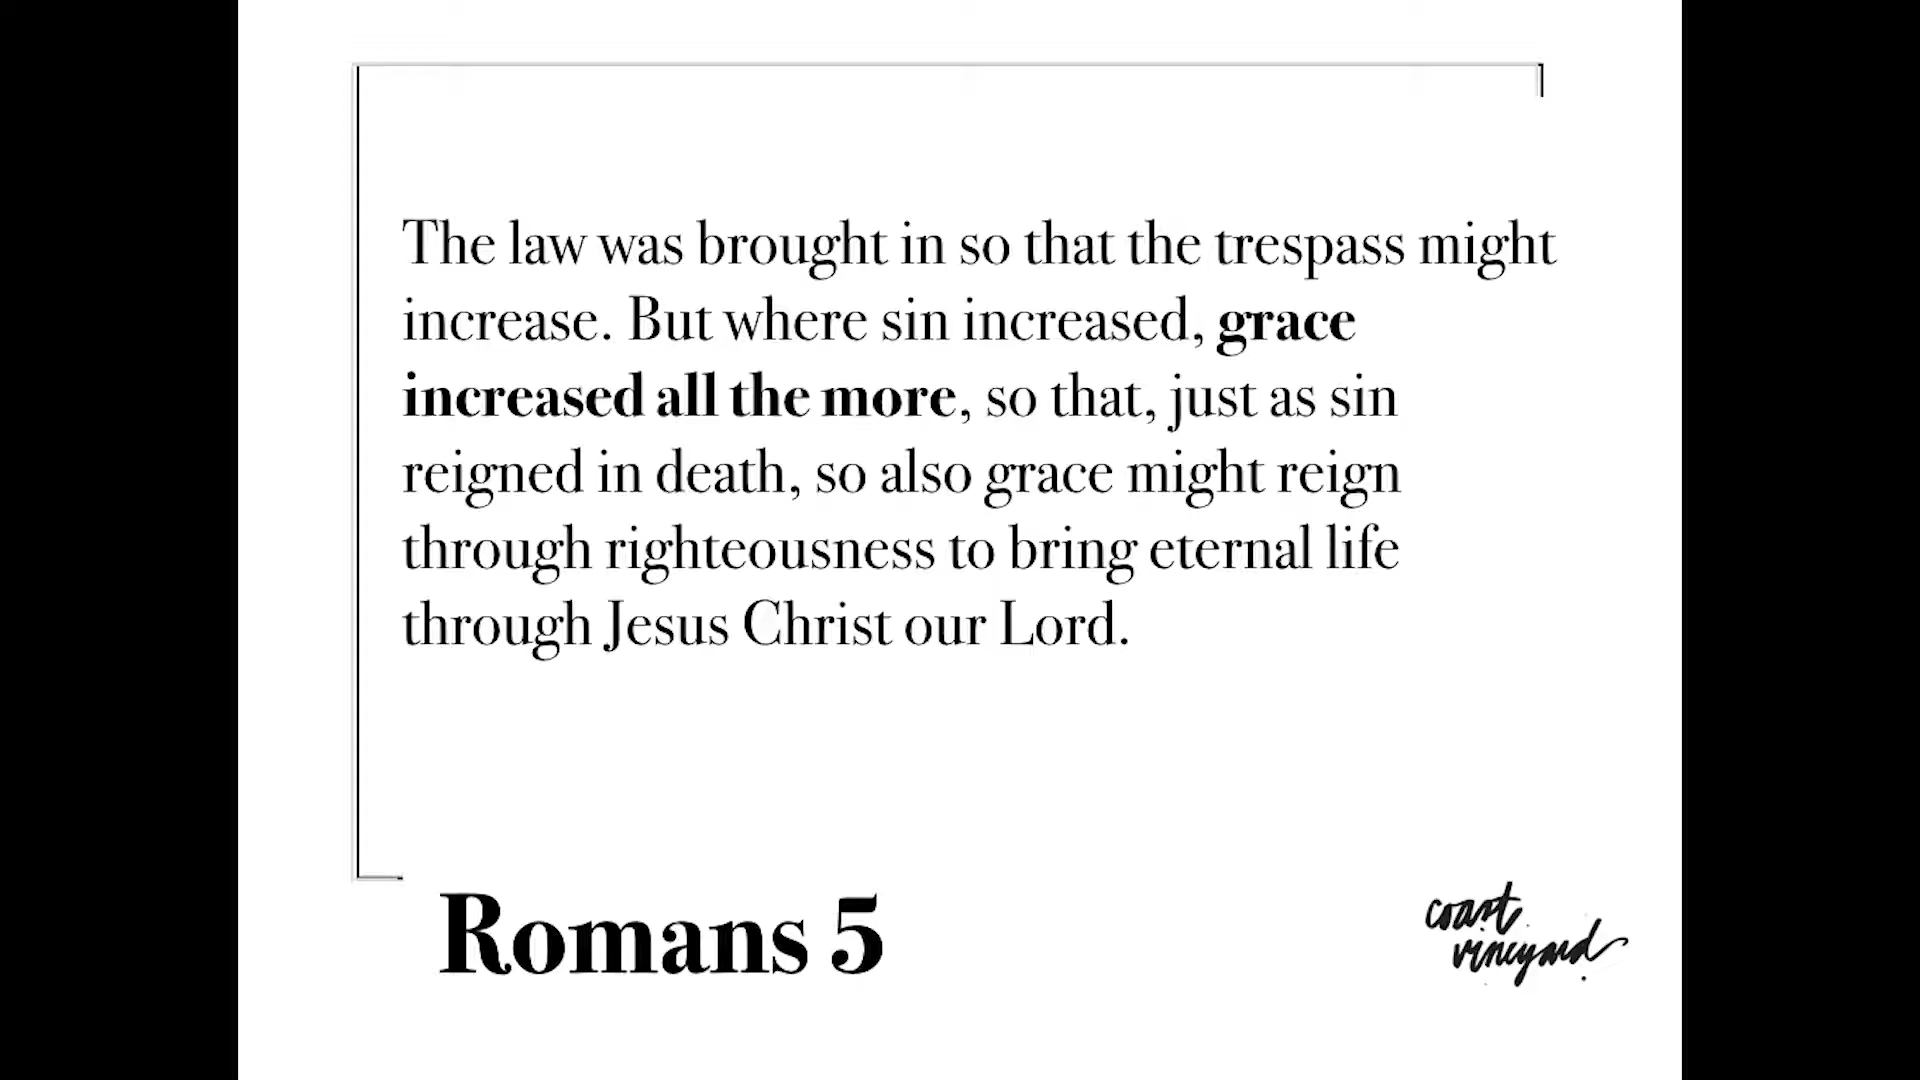 The law was brought in so that the trespass might
increase. But where sin increased, grace
increased all the more, so that, just as sin
reigned in death, so also grace might reign
through righteousness to bring eternal life
through Jesus Christ our Lord.
Romans 5
coast
vineyard